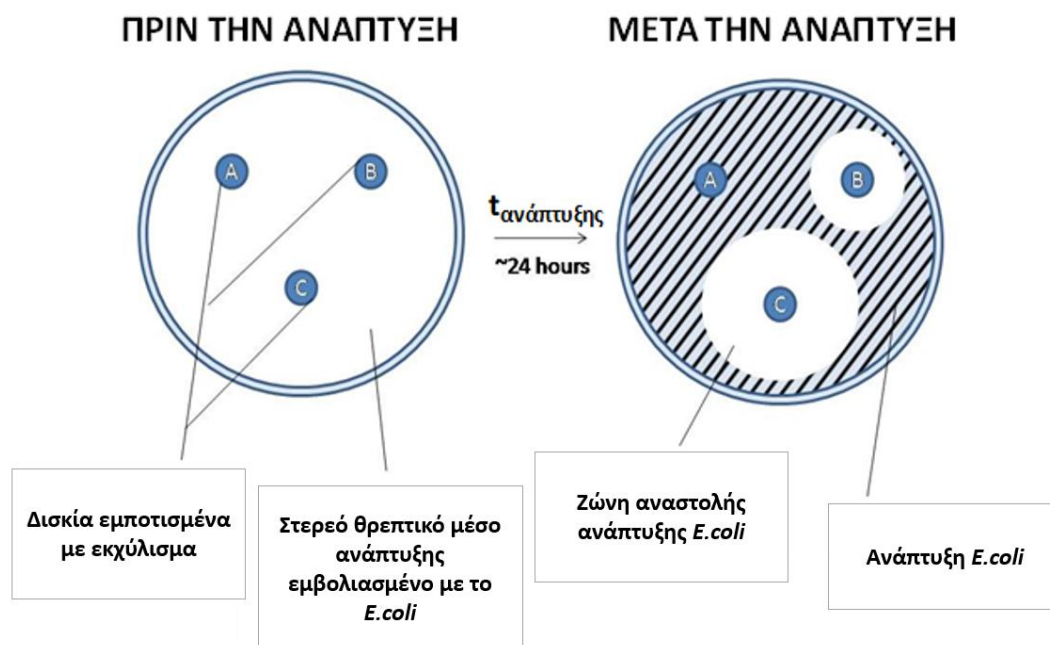 ΠΡΙΝ ΤΗΝ ΑΝΑΠΤΥΞΗ
ΜΕΤΑ ΤΗΝ ΑΝΑΠΤΥΞΗ
A
B
C
tανάπτυξης
~24 hours
A
B
C
Δισκία εμποτισμένα
με εκχύλισμα
Στερεό θρεπτικό μέσο
ανάπτυξης
εμβολιασμένο με το
E.coli
Ζώνη αναστολής
ανάπτυξης E.coli
Ανάπτυξη E.coli